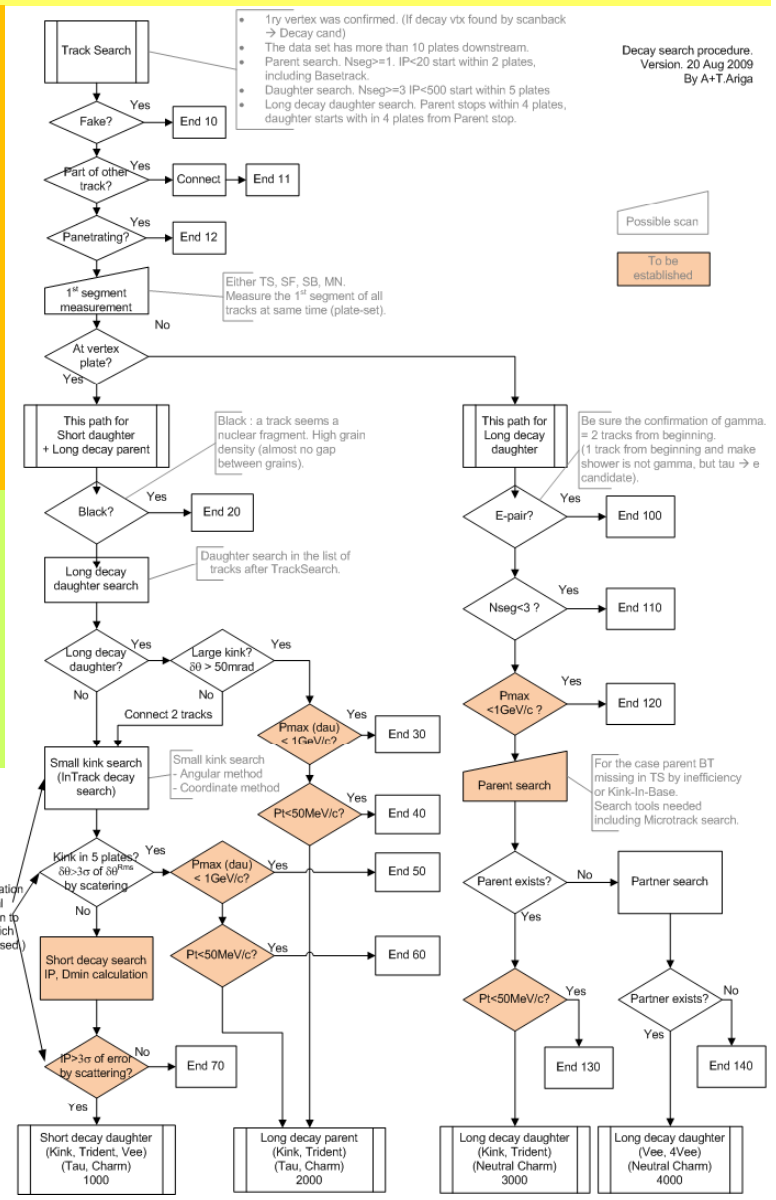 Track Search
• 1ry vertex was confirmed. (If decay vtx found by scanback
→ Decay cand)
• The data set has more than 10 plates downstream.
• Parent search. Nseg>=1. IP<20 start within 2 plates,
including Basetrack.
• Daughter search. Nseg>=3 IP<500 start within 5 plates
• Long decay daughter search. Parent stops within 4 plates,
daughter starts with in 4 plates from Parent stop.
Decay search procedure.
Version. 20 Aug 2009
By A+T.Ariga
Fake?
Yes
End 10
Part of other
track?
Yes
Connect
End 11
Panetrating?
Yes
End 12
Possible scan
To be
established
1st segment
measurement
Either TS, SF, SB, MN.
Measure the 1st segment of all
tracks at same time (plate-set).
No
At vertex
plate?
Yes
This path for
Short daughter
+ Long decay parent
Black : a track seems a
nuclear fragment. High grain
density (almost no gap
between grains).
This path for
Long decay
daughter
Be sure the confirmation of gamma.
= 2 tracks from beginning.
(1 track from beginning and make
shower is not gamma, but tau → e
candidate).
Black?
Yes
End 20
E-pair?
Yes
End 100
Long decay
daughter search
Daughter search in the list of
tracks after TrackSearch.
Nseg<3 ?
Yes
End 110
Long decay
daughter?
Yes
Large kink?
δθ > 50mrad
Yes
No
No
Connect 2 tracks
Pmax
<1GeV/c ?
Yes
End 120
Pmax (dau)
< 1GeV/c?
Yes
End 30
Small kink search
(InTrack decay
search)
Small kink search
- Angular method
- Coordinate method
Parent search
For the case parent BT
missing in TS by inefficiency
or Kink-In-Base.
Search tools needed
including Microtrack search.
Pt<50MeV/c?
Yes
End 40
Kink in 5 plates?
δθ>3σ of δθRms
by scatering
Yes
Pmax (dau)
< 1GeV/c?
Yes
End 50
Parent exists?
No
Partner search
Yes
No
Pt<50MeV/c?
Yes
End 60
Short decay search
IP, Dmin calculation
Pt<50MeV/c?
Yes
End 130
Partner exists?
No
End 140
Yes
IP>3σ of error
by scattering?
No
End 70
Yes
Short decay daughter
(Kink, Trident, Vee)
(Tau, Charm)
1000
Long decay parent
(Kink, Trident)
(Tau, Charm)
2000
Long decay daughter
(Kink, Trident)
(Neutral Charm)
3000
Long decay daughter
(Vee, 4Vee)
(Neutral Charm)
4000